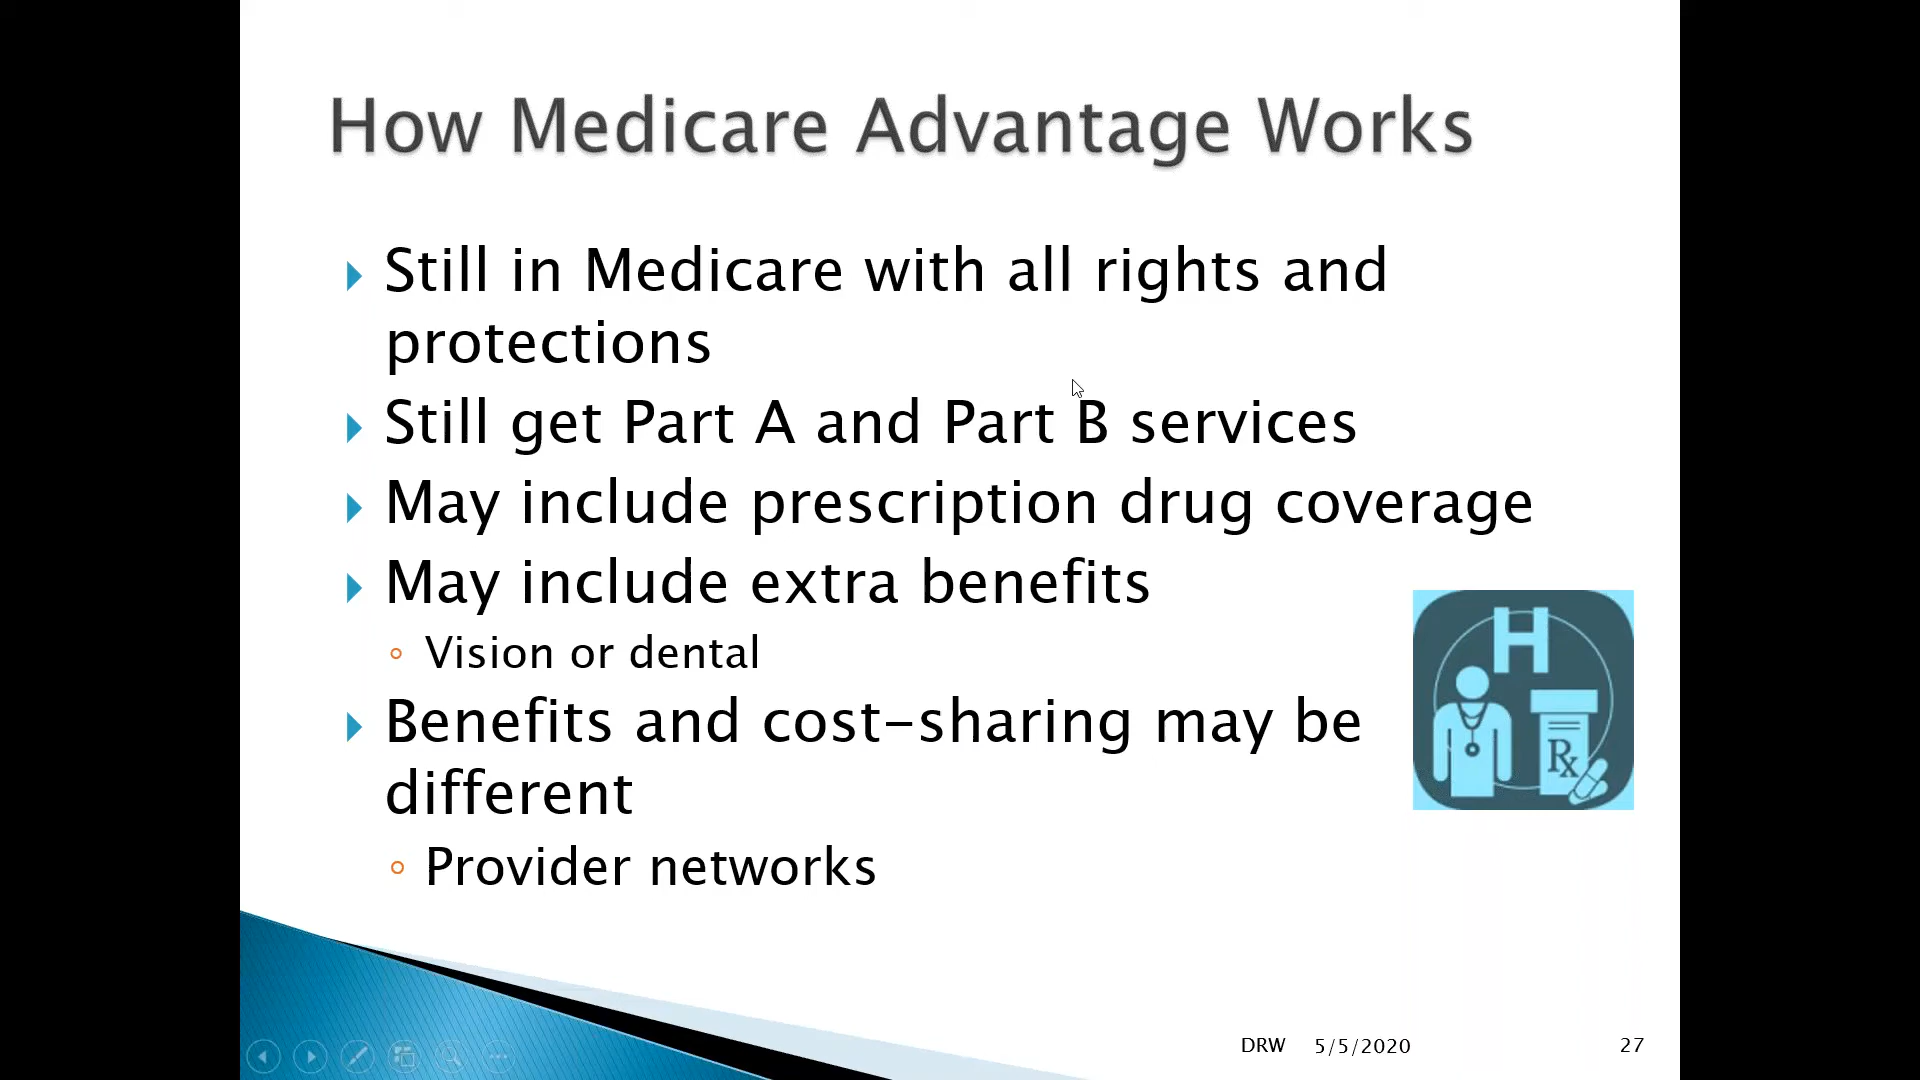 How Medicare Advantage Works
Still in Medicare with all rights and
protections
Still get Part A and Part B services
May include prescription drug coverage
May include extra benefits
Vision or dental
Benefits and cost-sharing may be
different
Provider networks
H
Rx
DRW 5/5/2020 27